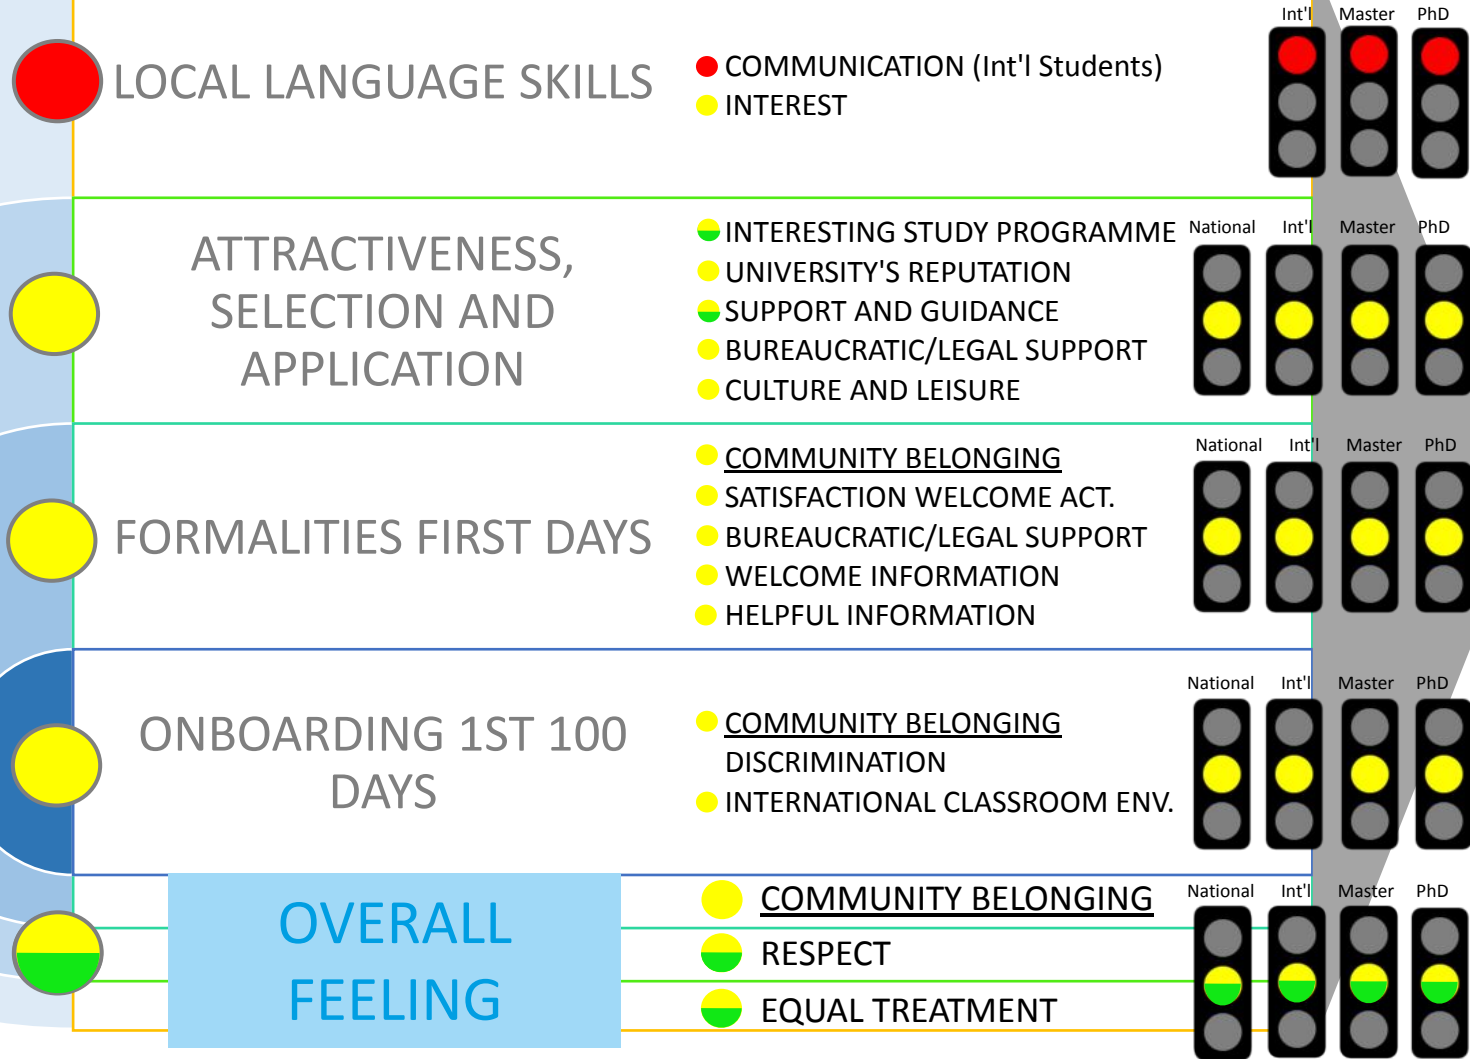 Int'l Master PhD
LOCAL LANGUAGE SKILLS
COMMUNICATION (Int'l Students)
INTEREST
ATTRACTIVENESS,
SELECTION AND
APPLICATION
INTERESTING STUDY PROGRAMME
UNIVERSITY'S REPUTATION
SUPPORT AND GUIDANCE
BUREAUCRATIC/LEGAL SUPPORT
CULTURE AND LEISURE
National Int'l Master PhD
FORMALITIES FIRST DAYS
COMMUNITY BELONGING
SATISFACTION WELCOME ACT.
BUREAUCRATIC/LEGAL SUPPORT
WELCOME INFORMATION
HELPFUL INFORMATION
National Int'l Master PhD
ONBOARDING 1ST 100
DAYS
COMMUNITY BELONGING
DISCRIMINATION
INTERNATIONAL CLASSROOM ENV.
National Int'l Master PhD
OVERALL
FEELING
COMMUNITY BELONGING
RESPECT
EQUAL TREATMENT
National Int'l Master PhD